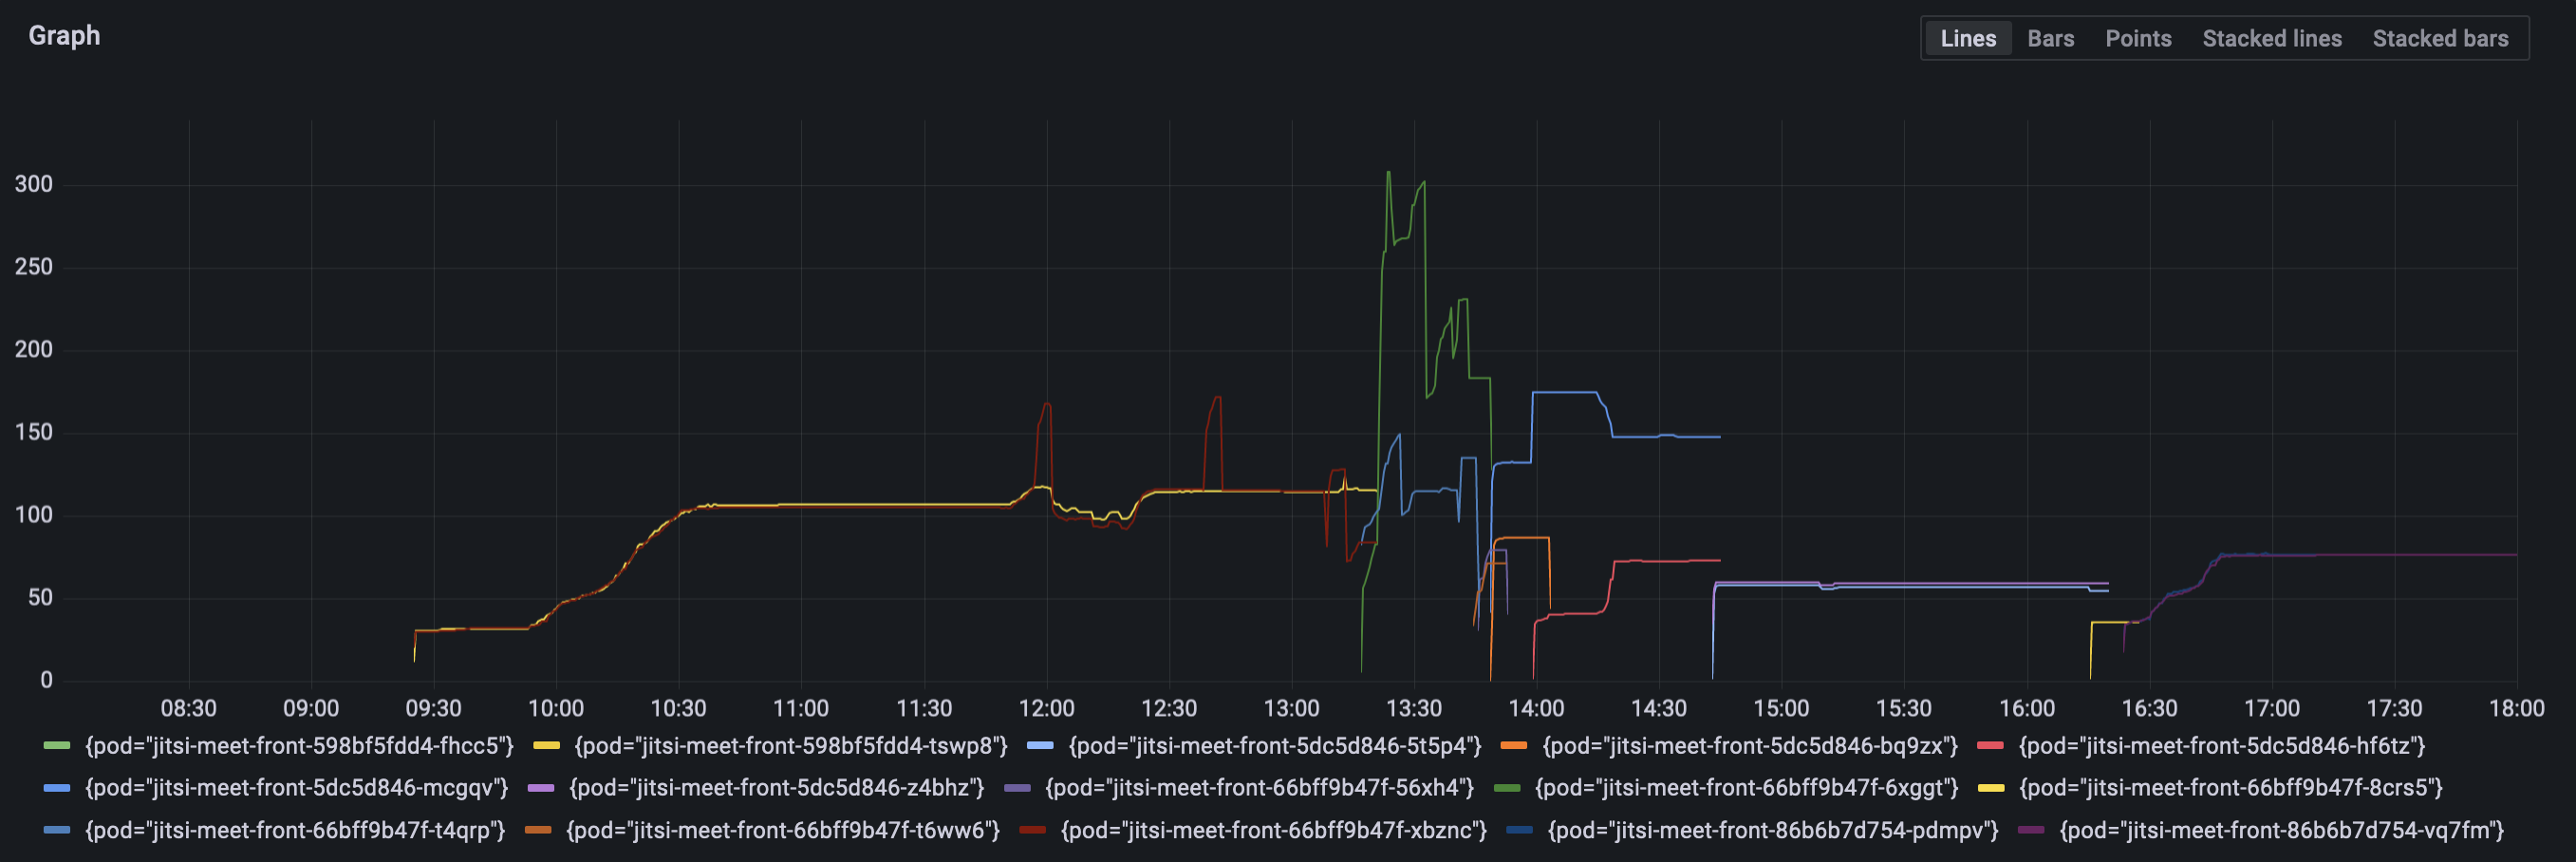 Graph
Lines Bars Points Stacked lines Stacked bars
300
250
200
150
100
50
0
08:30 09:00 09:30 10:00 10:30 11:00 11:30 12:00 12:30 13:00 13:30 14:00 14:30 15:00 15:30 16:00 16:30 17:00 17:30 18:00
{pod="jitsi-meet-front-598bf5fdd4-fhcc5"} {pod="jitsi-meet-front-598bf5fdd4-tswp8"} {pod="jitsi-meet-front-5dc5d846-5t5p4"} {pod="jitsi-meet-front-5dc5d846-bq9zx"} {pod="jitsi-meet-front-5dc5d846-hf6tz"}
{pod="jitsi-meet-front-5dc5d846-mcgqv"} {pod="jitsi-meet-front-5dc5d846-z4bhz"} {pod="jitsi-meet-front-66bff9b47f-56xh4"} {pod="jitsi-meet-front-66bff9b47f-6xggt"} {pod="jitsi-meet-front-66bff9b47f-8crs5"}
{pod="jitsi-meet-front-66bff9b47f-t4qrp"} {pod="jitsi-meet-front-66bff9b47f-t6ww6"} {pod="jitsi-meet-front-66bff9b47f-xbznc"} {pod="jitsi-meet-front-86b6b7d754-pdmpv"} {pod="jitsi-meet-front-86b6b7d754-vq7fm"}